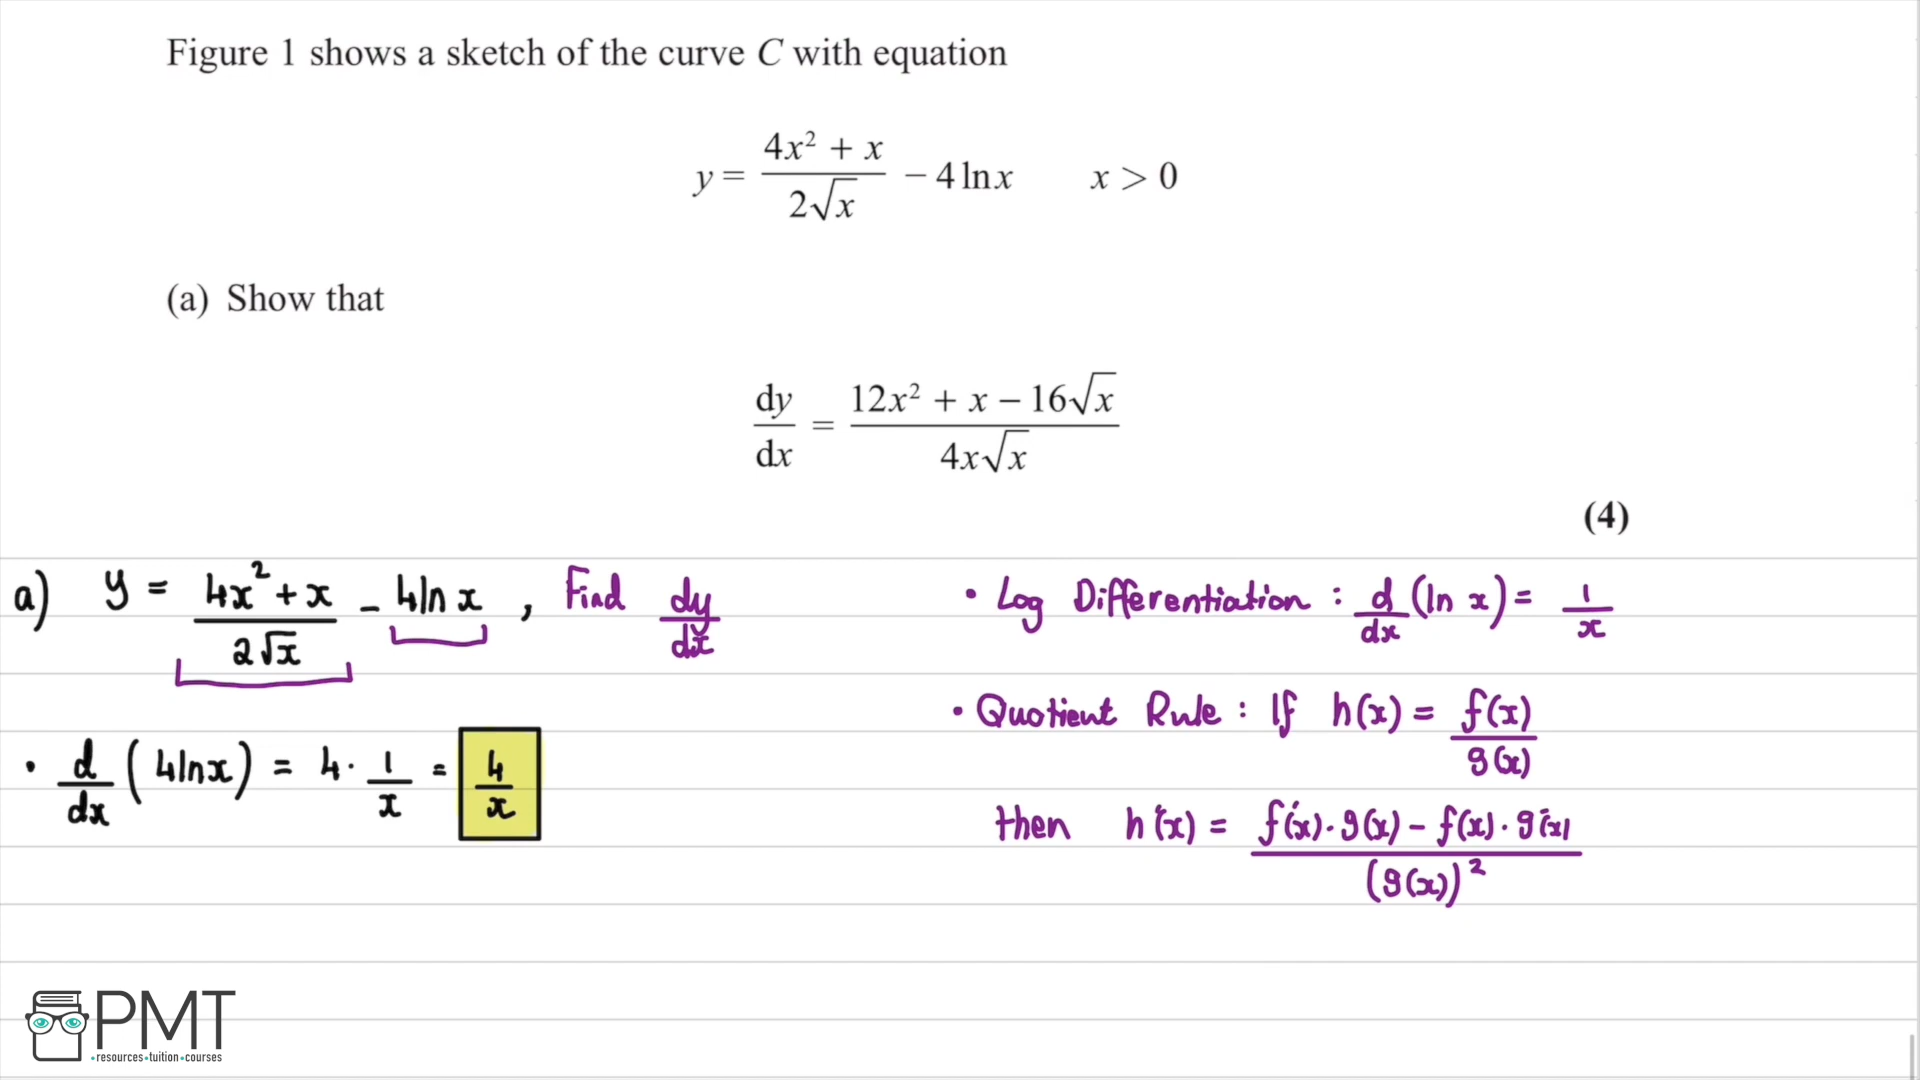 Figure 1 shows a sketch of the curve C with equation
y = (4x² + x)/(2√x) − 4 ln x    x > 0
(a) Show that
dy/dx = (12x² + x − 16√x)/(4x√x)
(4)
a) y = (4x² + x)/(2√x) − 4ln x , Find dy/dx
• d/dx (4lnx) = 4 · 1/x = 4/x
• Log Differentiation : d/dx (ln x) = 1/x
• Quotient Rule : If h(x) = f(x)/g(x)
then h'(x) = (f'(x) · g(x) − f(x) · g'(x))/(g(x))²
PMT
•resources•tuition•courses